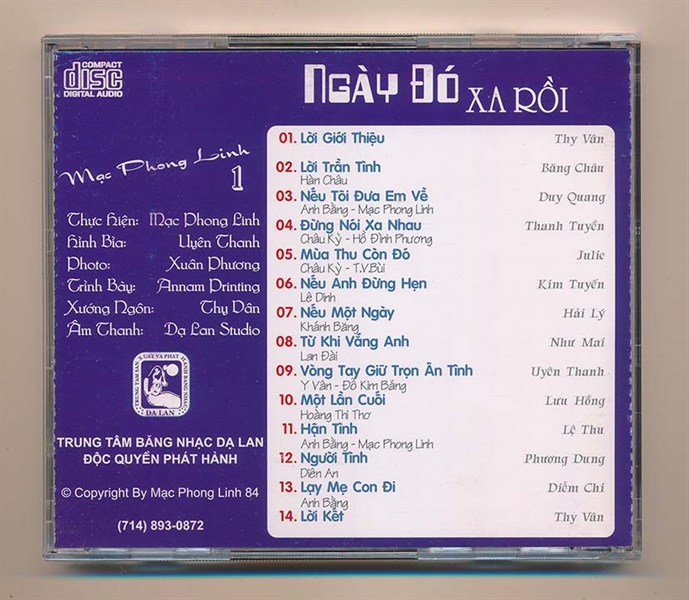 COMPACT
disc
DIGITAL AUDIO
NGÀY ĐÓ XA RỒI
Mạc Phong Linh
1
Thực Hiện: Mạc Phong Linh
Hình Bìa: Uyên Thanh
Photo: Xuân Phương
Trình Bày: Annam Printing
Xướng Ngôn: Thy Vân
Âm Thanh: Dạ Lan Studio
TRUNG TÂM SẢN XUẤT VÀ PHÁT HÀNH BĂNG NHẠC
DẠ LAN
TRUNG TÂM BĂNG NHẠC DẠ LAN
ĐỘC QUYỀN PHÁT HÀNH
© Copyright By Mạc Phong Linh 84
(714) 893-0872
01. Lời Giới Thiệu Thy Vân
02. Lời Trần Tình Băng Châu
Hàn Châu
03. Nếu Tôi Đưa Em Về Duy Quang
Anh Bằng - Mạc Phong Linh
04. Đừng Nói Xa Nhau Thanh Tuyền
Châu Kỳ - Hồ Đình Phương
05. Mùa Thu Còn Đó Julie
Châu Kỳ - T.V.Bùi
06. Nếu Anh Đừng Hẹn Kim Tuyến
Lê Dinh
07. Nếu Một Ngày Hải Lý
Khánh Băng
08. Từ Khi Vắng Anh Như Mai
Lan Đài
09. Vòng Tay Giữ Trọn Ân Tình Uyên Thanh
Y Vân - Đỗ Kim Bảng
10. Một Lần Cuối Lưu Hồng
Hoàng Thi Thơ
11. Hận Tình Lệ Thu
Anh Bằng - Mạc Phong Linh
12. Người Tình Phương Dung
Diên An
13. Lạy Mẹ Con Đi Diễm Chi
Anh Bằng
14. Lời Kết Thy Vân